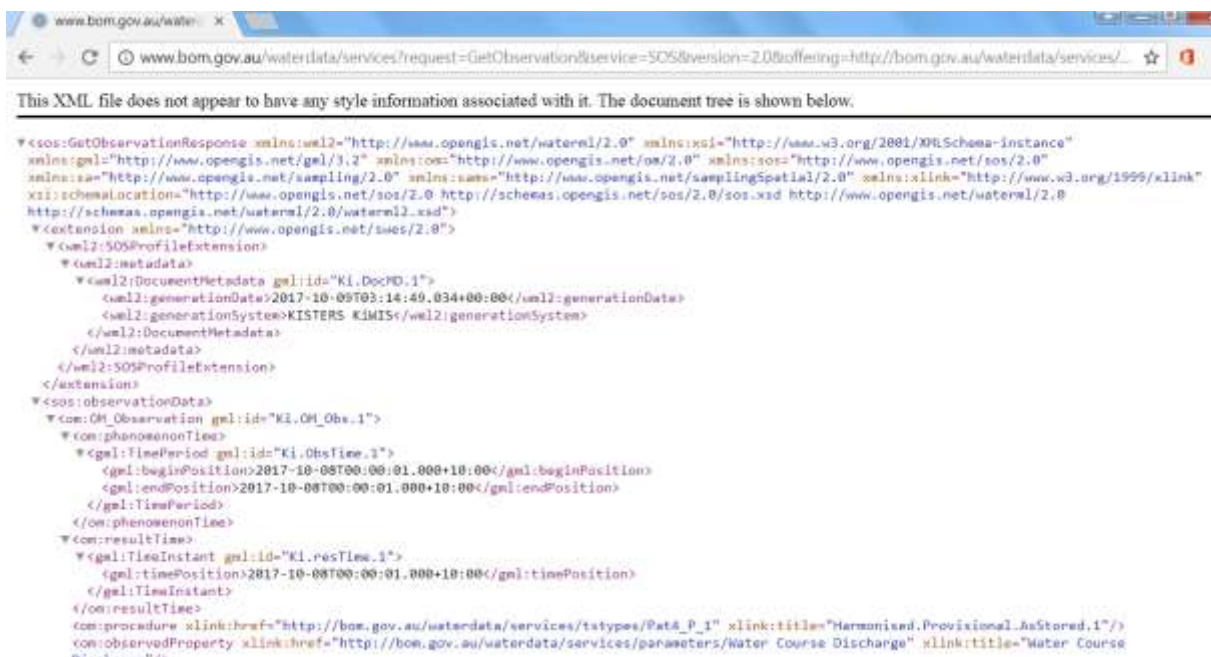 www.bom.gov.au/water
www.bom.gov.au/waterdata/services?request=GetObservation&service=SOS&version=2.0&offering=http://bom.gov.au/waterdata/services/...
This XML file does not appear to have any style information associated with it. The document tree is shown below.
▼<sos:GetObservationResponse xmlns:wml2="http://www.opengis.net/waterml/2.0" xmlns:xsi="http://www.w3.org/2001/XMLSchema-instance"
xmlns:gml="http://www.opengis.net/gml/3.2" xmlns:om="http://www.opengis.net/om/2.0" xmlns:sos="http://www.opengis.net/sos/2.0"
xmlns:sa="http://www.opengis.net/sampling/2.0" xmlns:sams="http://www.opengis.net/samplingSpatial/2.0" xmlns:xlink="http://www.w3.org/1999/xlink"
xsi:schemaLocation="http://www.opengis.net/sos/2.0 http://schemas.opengis.net/sos/2.0/sos.xsd http://www.opengis.net/waterml/2.0
http://schemas.opengis.net/waterml/2.0/waterml2.xsd">
▼<extension xmlns="http://www.opengis.net/swes/2.0">
▼<wml2:SOSProfileExtension>
▼<wml2:metadata>
▼<wml2:DocumentMetadata gml:id="Ki.DocMD.1">
<wml2:generationDate>2017-10-09T03:14:49.034+00:00</wml2:generationDate>
<wml2:generationSystem>KISTERS KiWIS</wml2:generationSystem>
</wml2:DocumentMetadata>
</wml2:metadata>
</wml2:SOSProfileExtension>
</extension>
▼<sos:observationData>
▼<om:OM_Observation gml:id="Ki.OM_Obs.1">
▼<om:phenomenonTime>
▼<gml:TimePeriod gml:id="Ki.ObsTime.1">
<gml:beginPosition>2017-10-08T00:00:01.000+10:00</gml:beginPosition>
<gml:endPosition>2017-10-08T00:00:01.000+10:00</gml:endPosition>
</gml:TimePeriod>
</om:phenomenonTime>
▼<om:resultTime>
▼<gml:TimeInstant gml:id="Ki.resTime.1">
<gml:timePosition>2017-10-08T00:00:01.000+10:00</gml:timePosition>
</gml:TimeInstant>
</om:resultTime>
<om:procedure xlink:href="http://bom.gov.au/waterdata/services/tstypes/Pat4_P_1" xlink:title="Harmonised.Provisional.AsStored.1"/>
<om:observedProperty xlink:href="http://bom.gov.au/waterdata/services/parameters/Water Course Discharge" xlink:title="Water Course